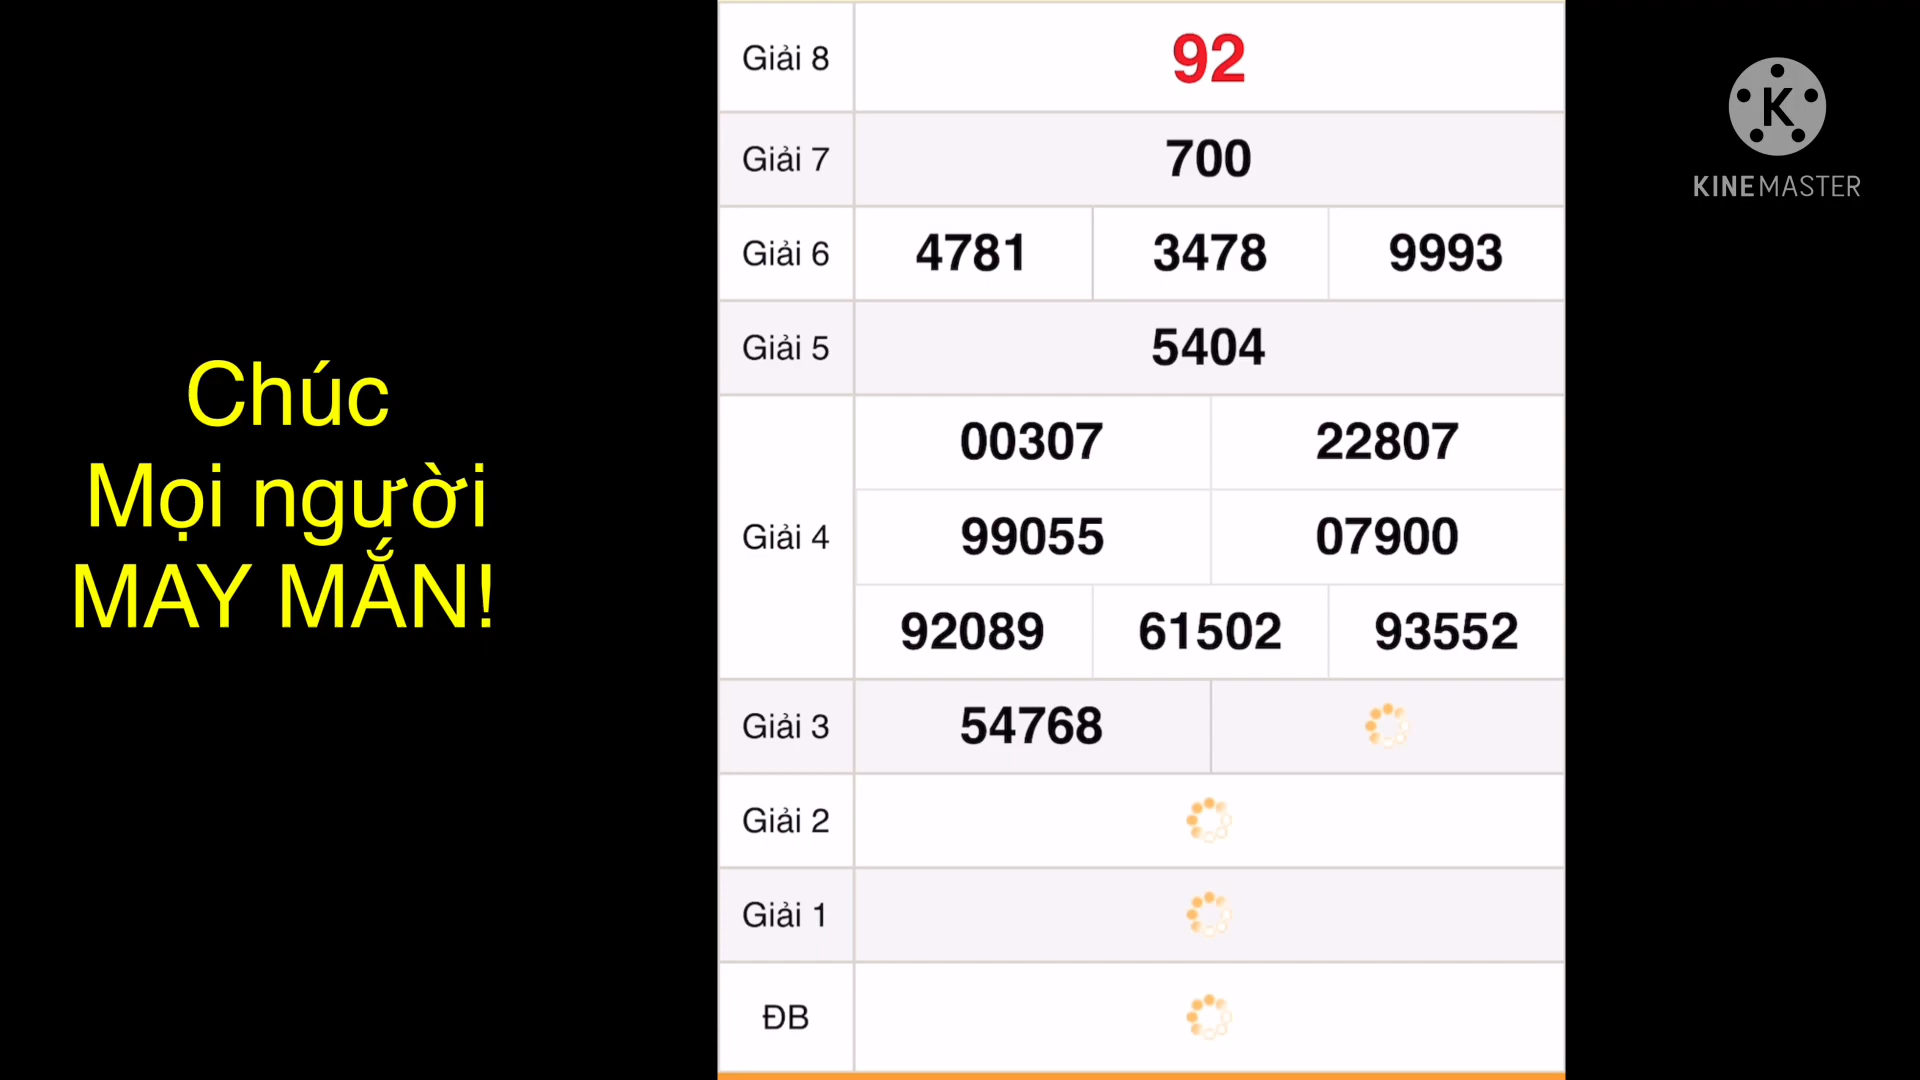 Chúc
Mọi người
MAY MẮN!
Giải 8 92
Giải 7 700
Giải 6 4781 3478 9993
Giải 5 5404
Giải 4
00307 22807
99055 07900
92089 61502 93552
Giải 3 54768
Giải 2
Giải 1
ĐB
K
KINEMASTER